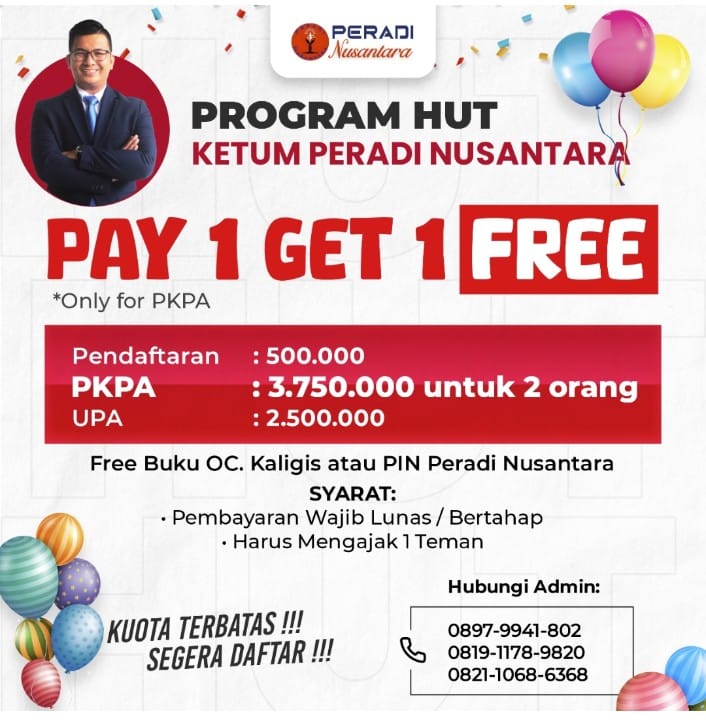 PERADI
Nusantara
PROGRAM HUT
KETUM PERADI NUSANTARA
PAY 1 GET 1 FREE
*Only for PKPA
Pendaftaran : 500.000
PKPA : 3.750.000 untuk 2 orang
UPA : 2.500.000
Free Buku OC. Kaligis atau PIN Peradi Nusantara
SYARAT:
• Pembayaran Wajib Lunas / Bertahap
• Harus Mengajak 1 Teman
Hubungi Admin:
KUOTA TERBATAS !!!
SEGERA DAFTAR !!!
0897-9941-802
0819-1178-9820
0821-1068-6368